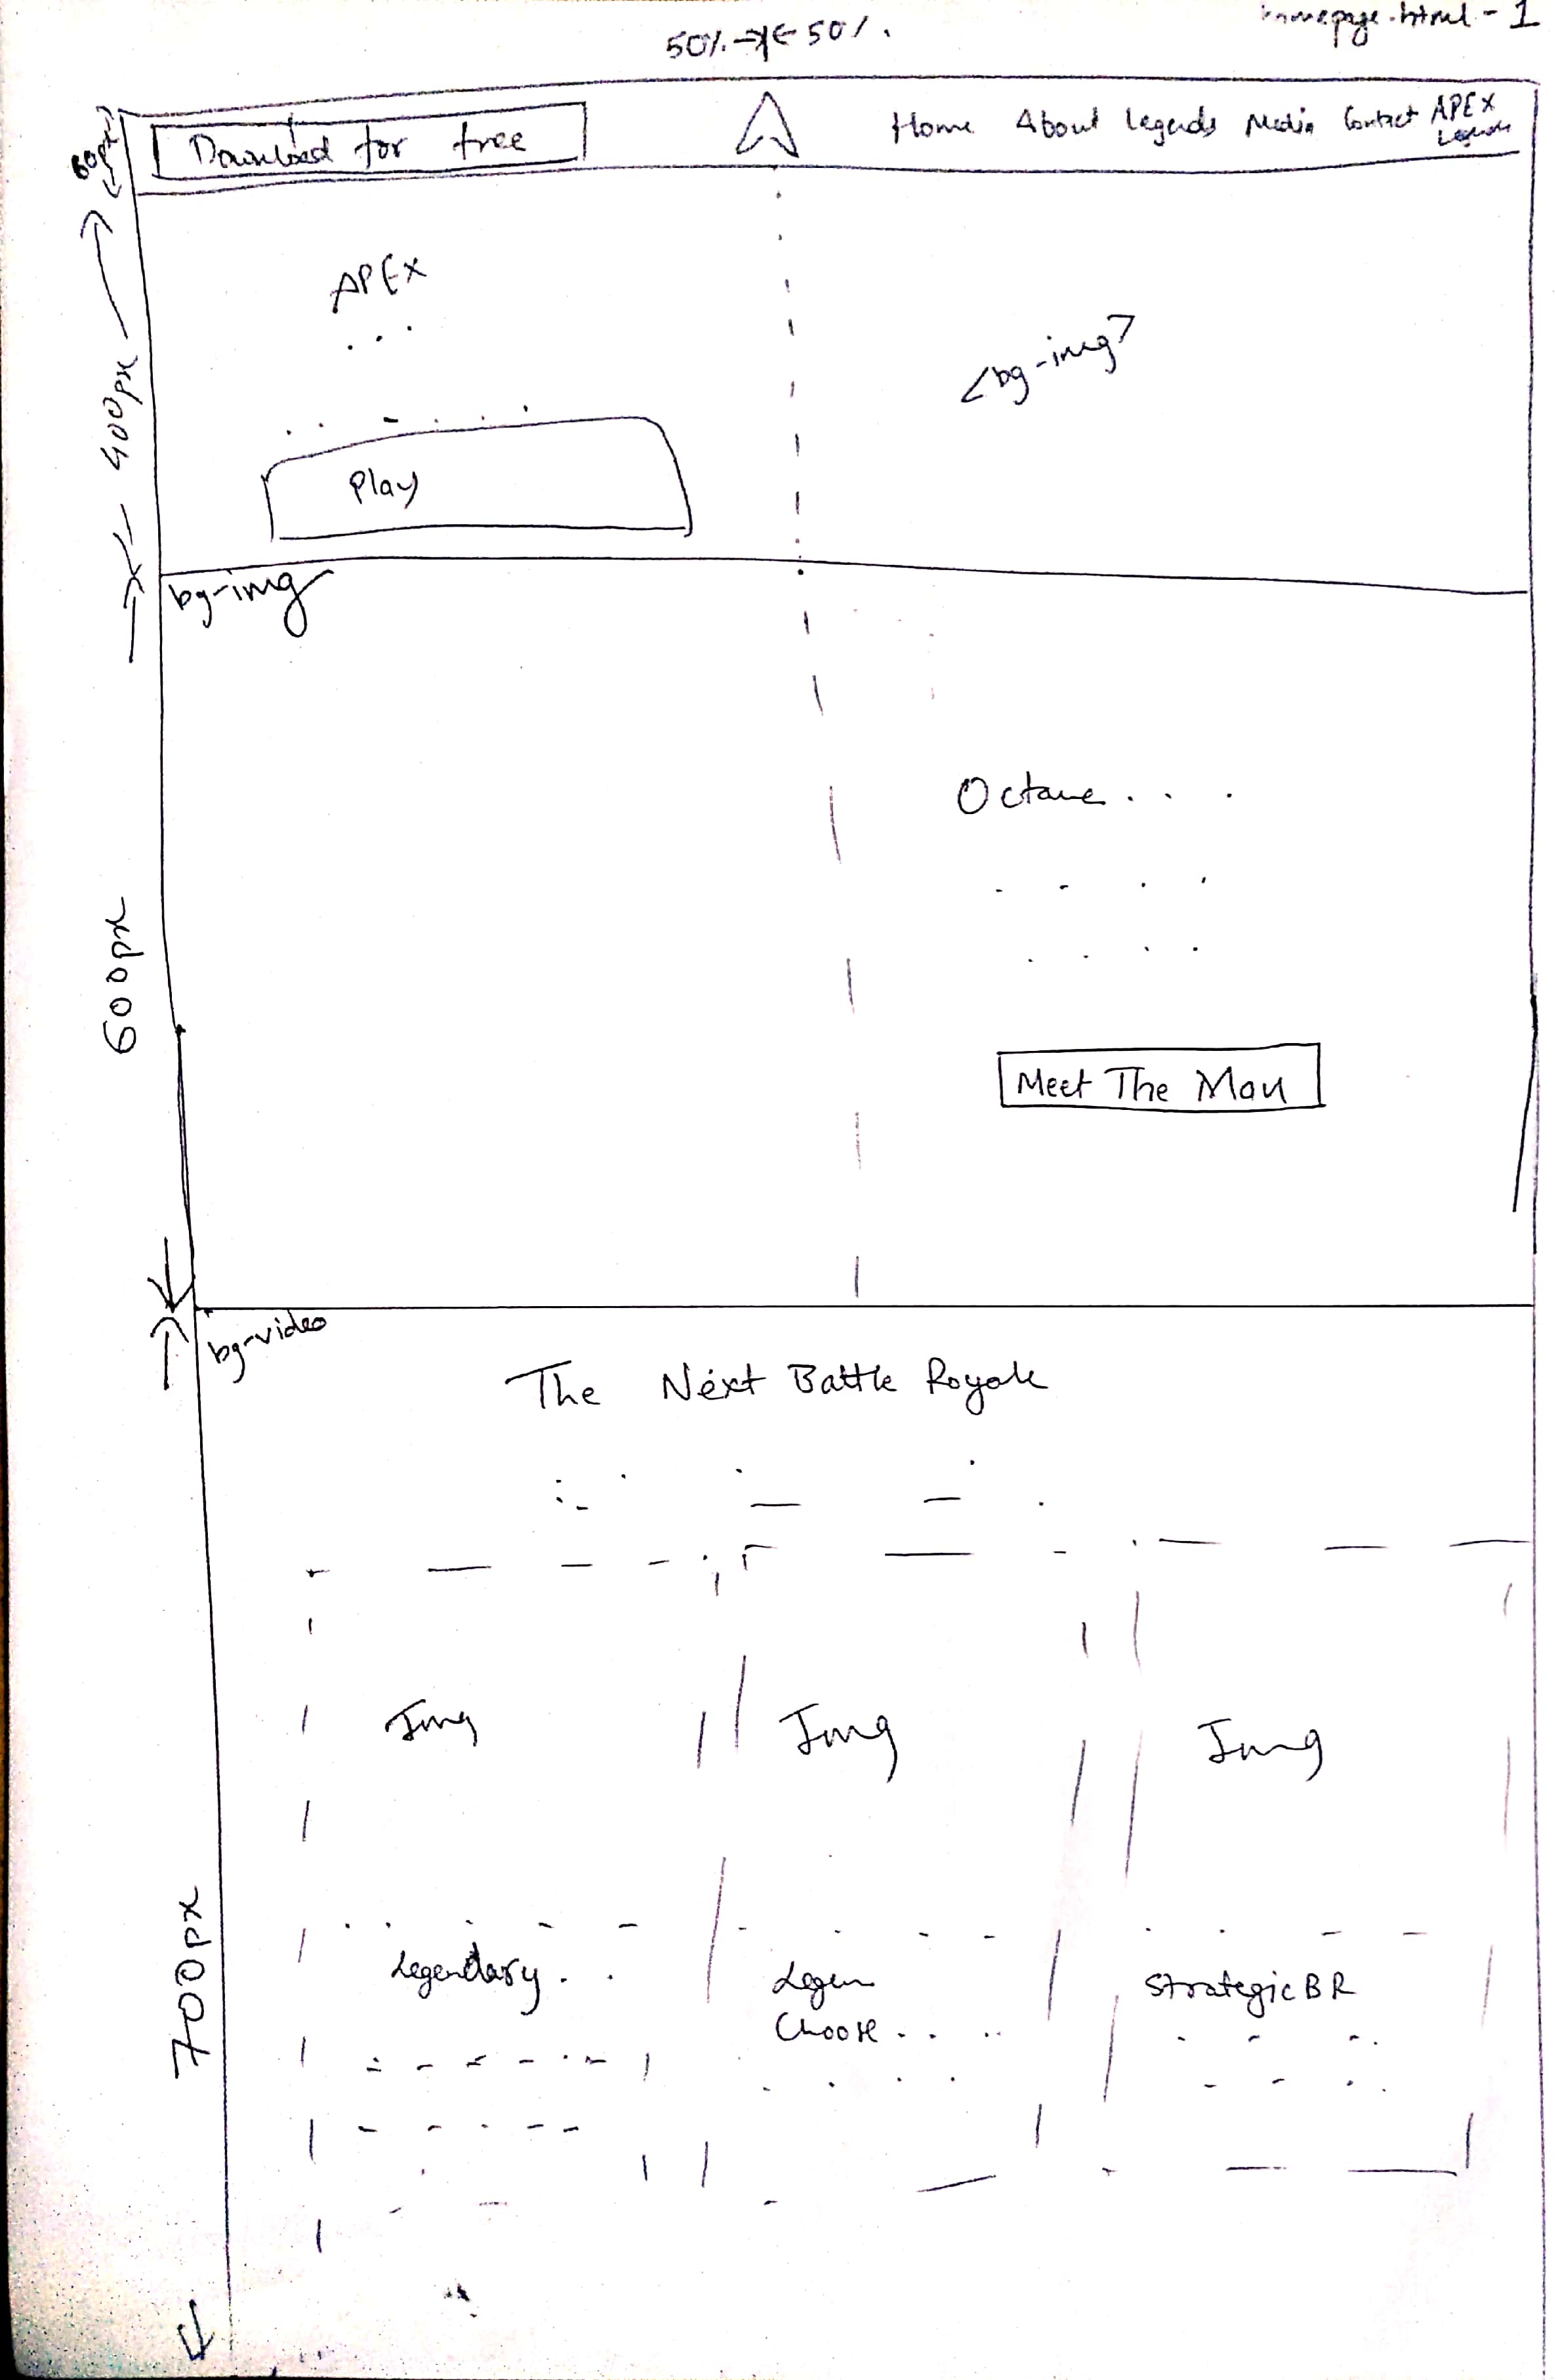 homepage.html - 1
50% 50%.
60px
Download for free
Home About Legends Media Contact APEX
Legends
APEX
400px
<bg-img>
Play
bg-img
Octane . . .
600px
Meet The Man
bg-video
The Next Battle Royale
Img Img Img
700px
Legendary. . Legen StrategicBR
Choose . . . .